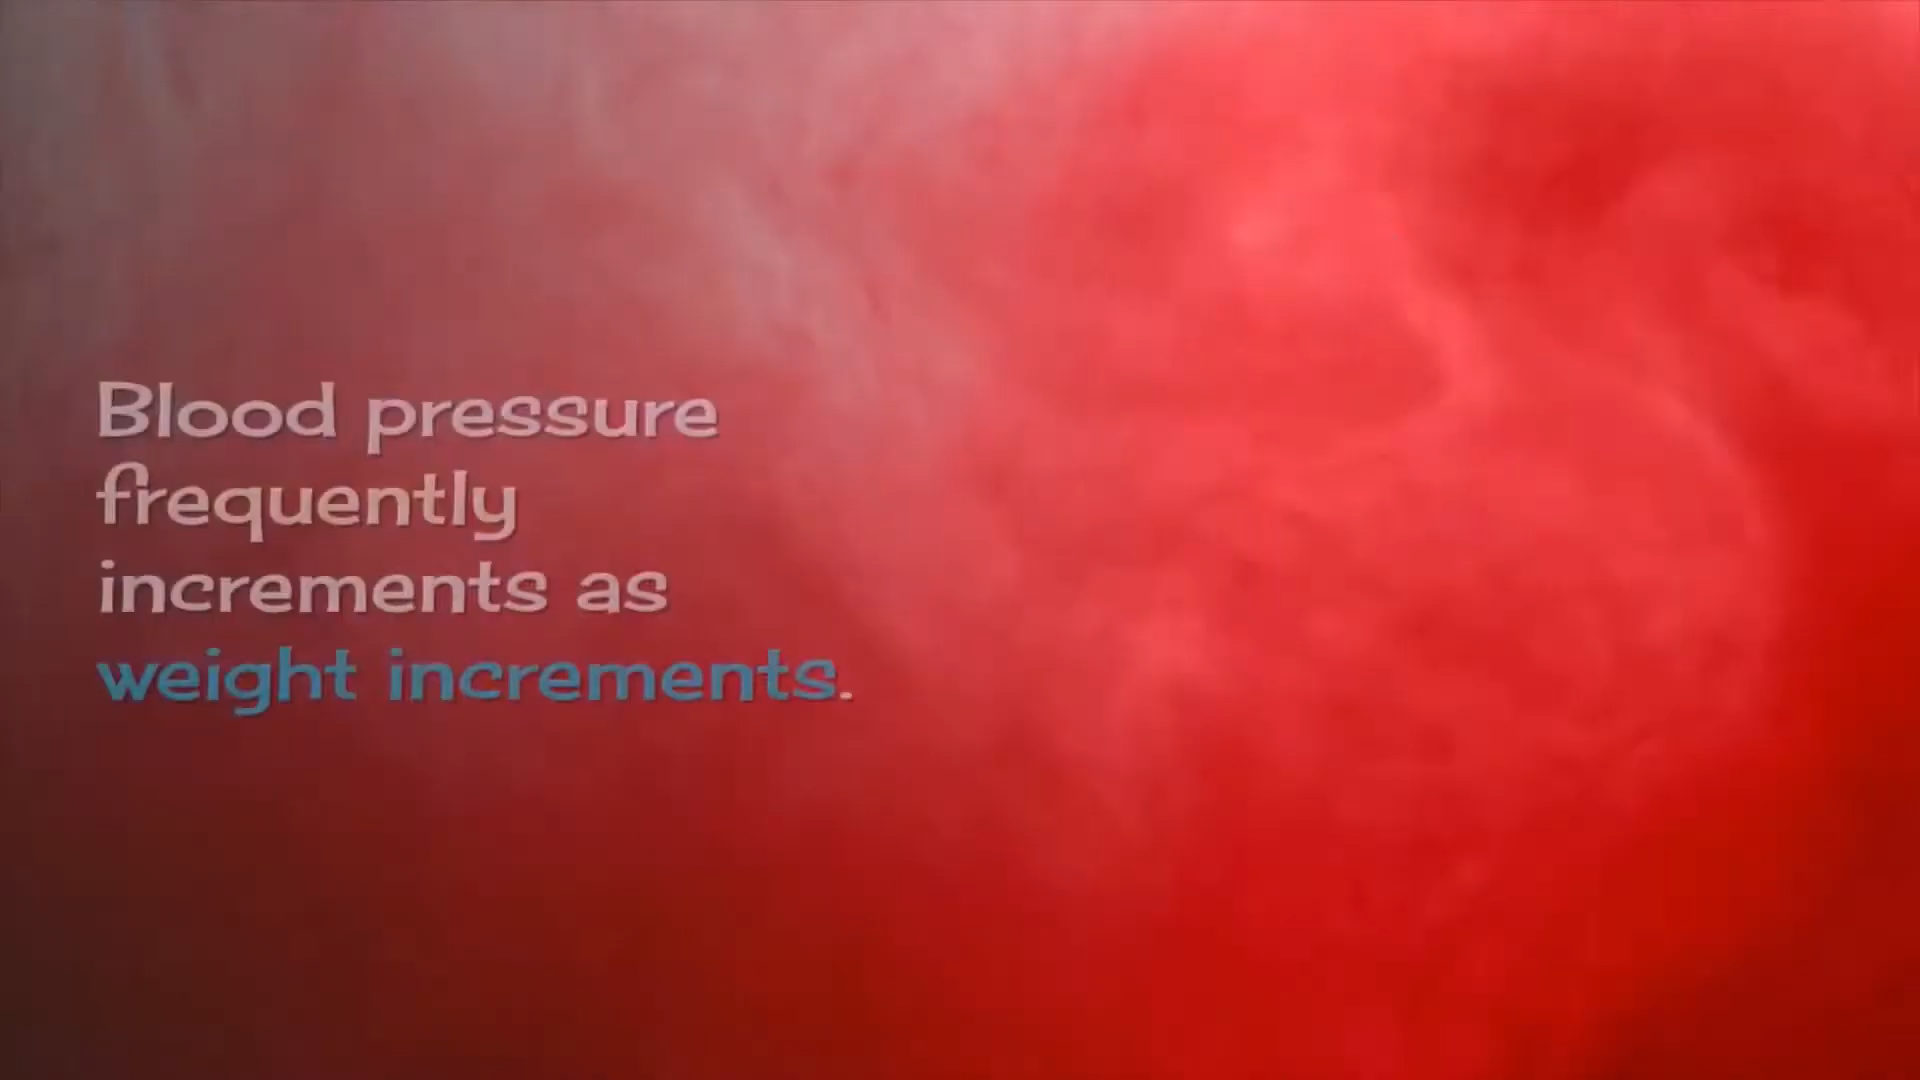 Blood pressure
frequently
increments as
weight increments.